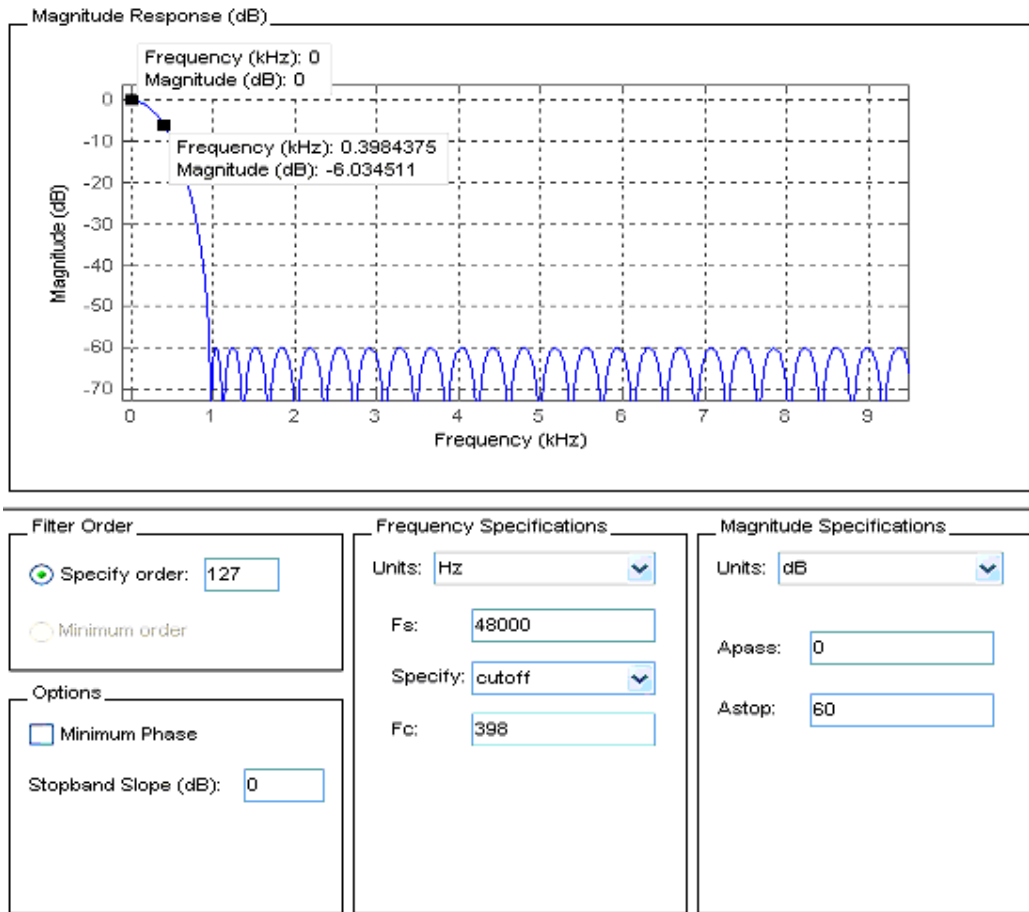 Magnitude Response (dB)
Frequency (kHz): 0
Magnitude (dB): 0
Frequency (kHz): 0.3984375
Magnitude (dB): -6.034511
Magnitude (dB)
0
-10
-20
-30
-40
-50
-60
-70
0 1 2 3 4 5 6 7 8 9
Frequency (kHz)
Filter Order
Specify order: 127
Minimum order
Options
Minimum Phase
Stopband Slope (dB): 0
Frequency Specifications
Units: Hz
Fs: 48000
Specify: cutoff
Fc: 398
Magnitude Specifications
Units: dB
Apass: 0
Astop: 60